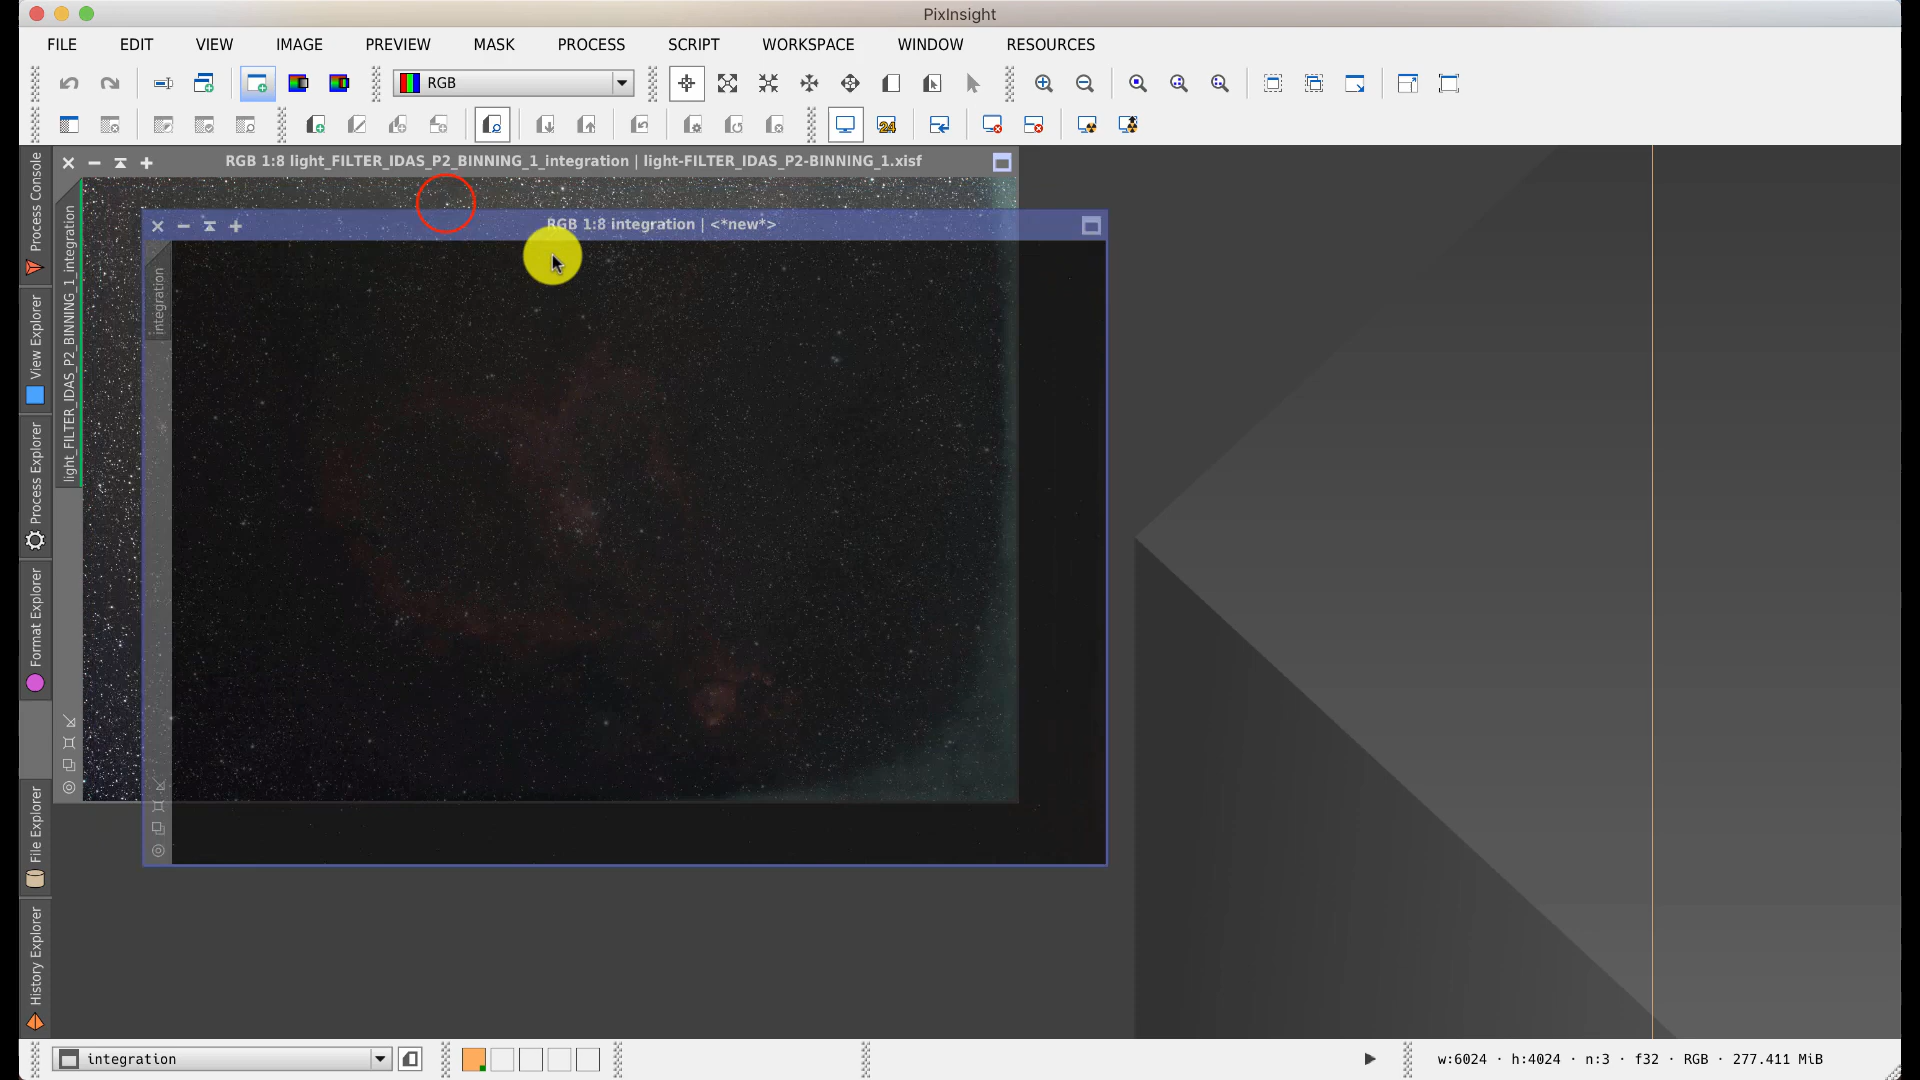 PixInsight
FILE EDIT VIEW IMAGE PREVIEW MASK PROCESS SCRIPT WORKSPACE WINDOW RESOURCES
RGB
24
RGB 1:8 light_FILTER_IDAS_P2_BINNING_1_integration | light-FILTER_IDAS_P2-BINNING_1.xisf
RGB 1:8 integration | <*new*>
light_FILTER_IDAS_P2_BINNING_1_integration
integration
Process Console
View Explorer
Process Explorer
Format Explorer
File Explorer
History Explorer
integration
w:6024 · h:4024 · n:3 · f32 · RGB · 277.411 MiB